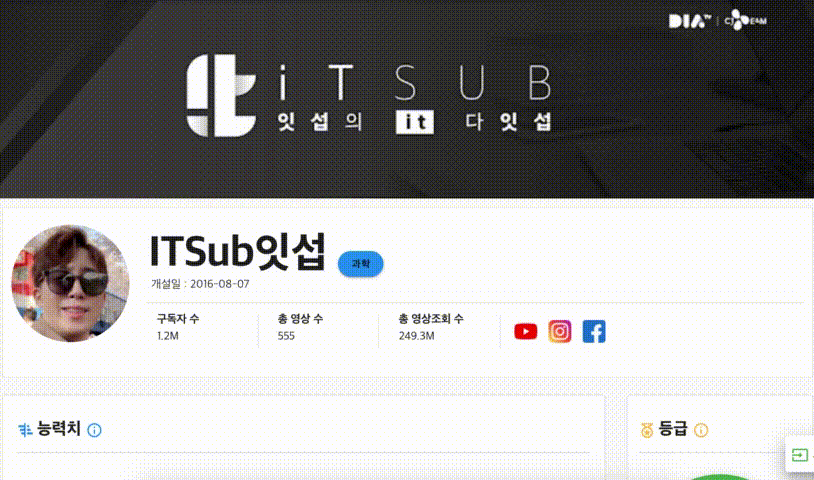 DIA TV | CJ E&M
iTSUB
잇섭의 it 다잇섭
ITSub잇섭 과학
개설일 : 2016-08-07
구독자 수 총 영상 수 총 영상조회 수
1.2M 555 249.3M
능력치 등급